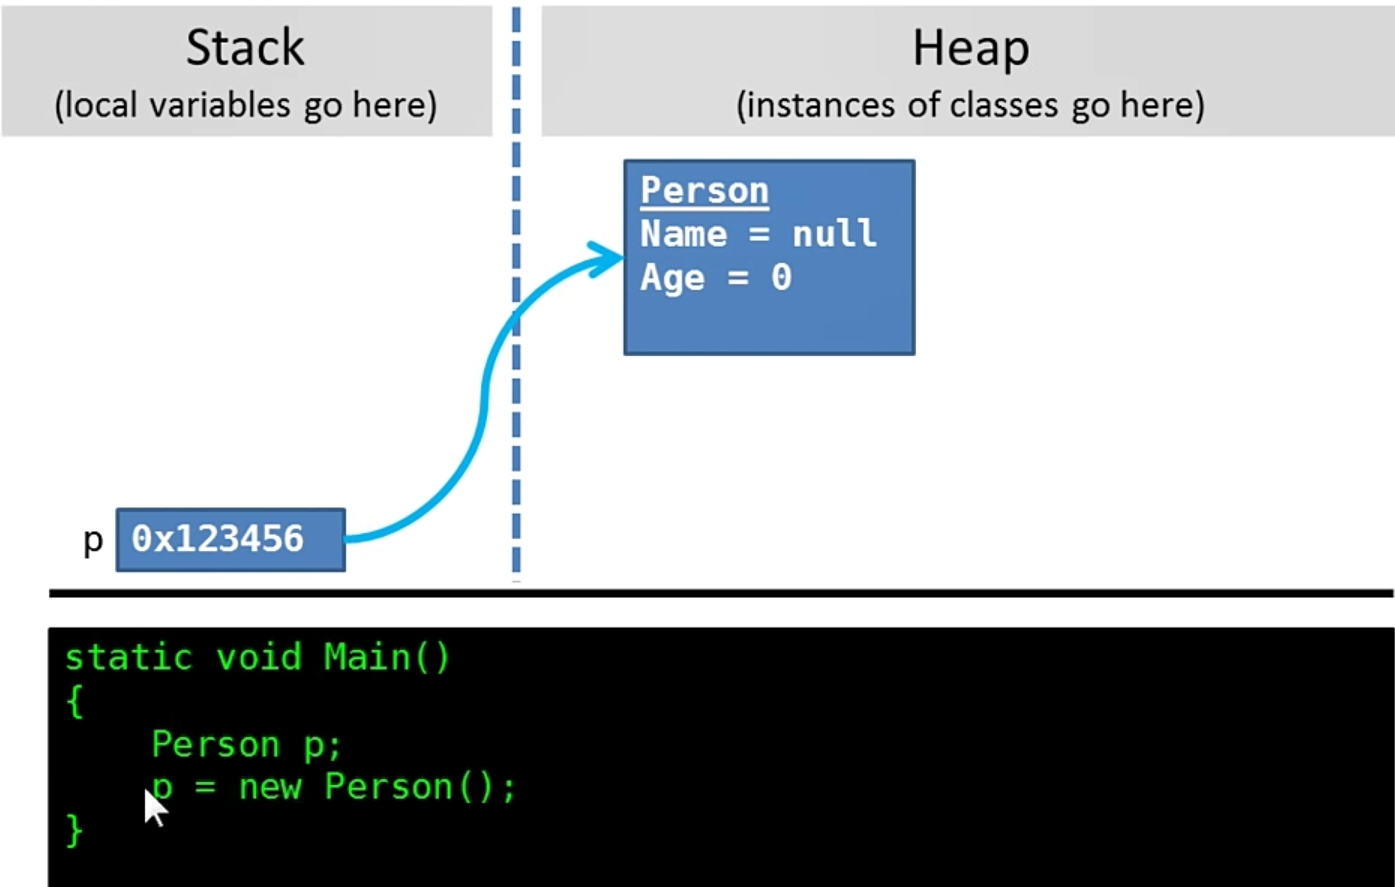 Stack
(local variables go here)
Heap
(instances of classes go here)
Person
Name = null
Age = 0
p
0x123456
static void Main()
{
    Person p;
    p = new Person();
}